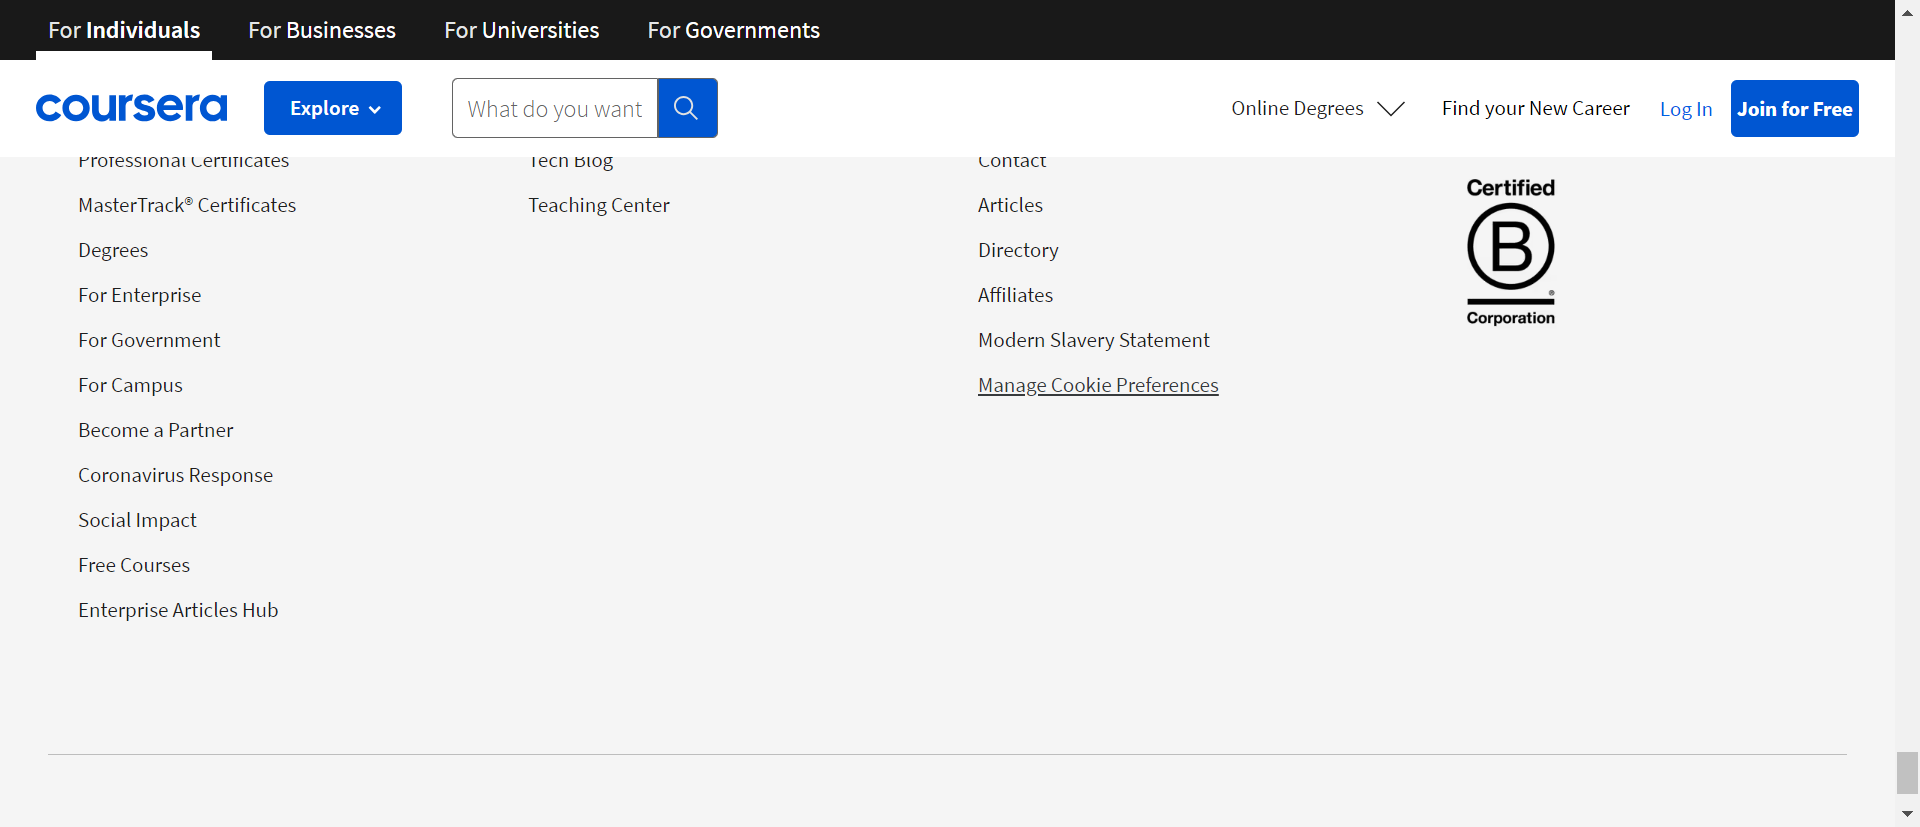 For Individuals
For Businesses
For Universities
For Governments
coursera
Explore
What do you want
Online Degrees
Find your New Career
Log In
Join for Free
Professional Certificates
MasterTrack® Certificates
Degrees
For Enterprise
For Government
For Campus
Become a Partner
Coronavirus Response
Social Impact
Free Courses
Enterprise Articles Hub
Tech Blog
Teaching Center
Contact
Articles
Directory
Affiliates
Modern Slavery Statement
Manage Cookie Preferences
Certified
B
®
Corporation